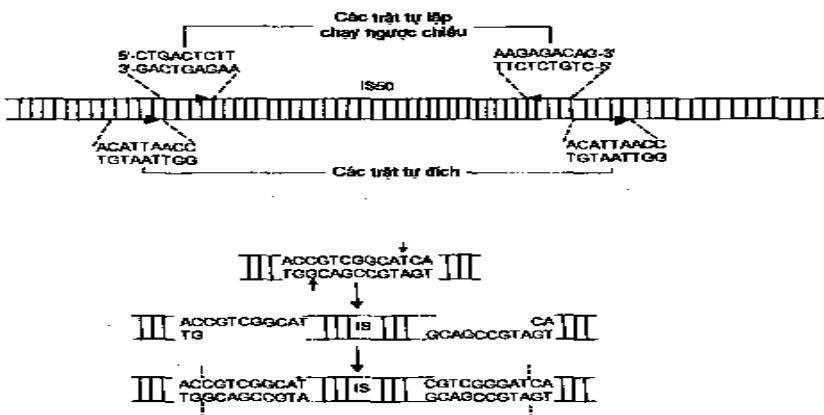 Các trật tự lặp
chạy ngược chiều
5'-CTGACTCTT
3'-GACTGAGAA
AAGAGACAG-3'
TTCTCTGTC-5'
IS50
ACATTAACC
TGTAATTGG
ACATTAACC
TGTAATTGG
Các trật tự đích
ACCGTCGGCATCA
TGGCAGCCGTAGT
ACCGTCGGCAT
TG
IS
CA
GCAGCCGTAGT
ACCGTCGGCAT
TGGCAGCCGTA
IS
CGTCGGGATCA
GCAGCCGTAGT